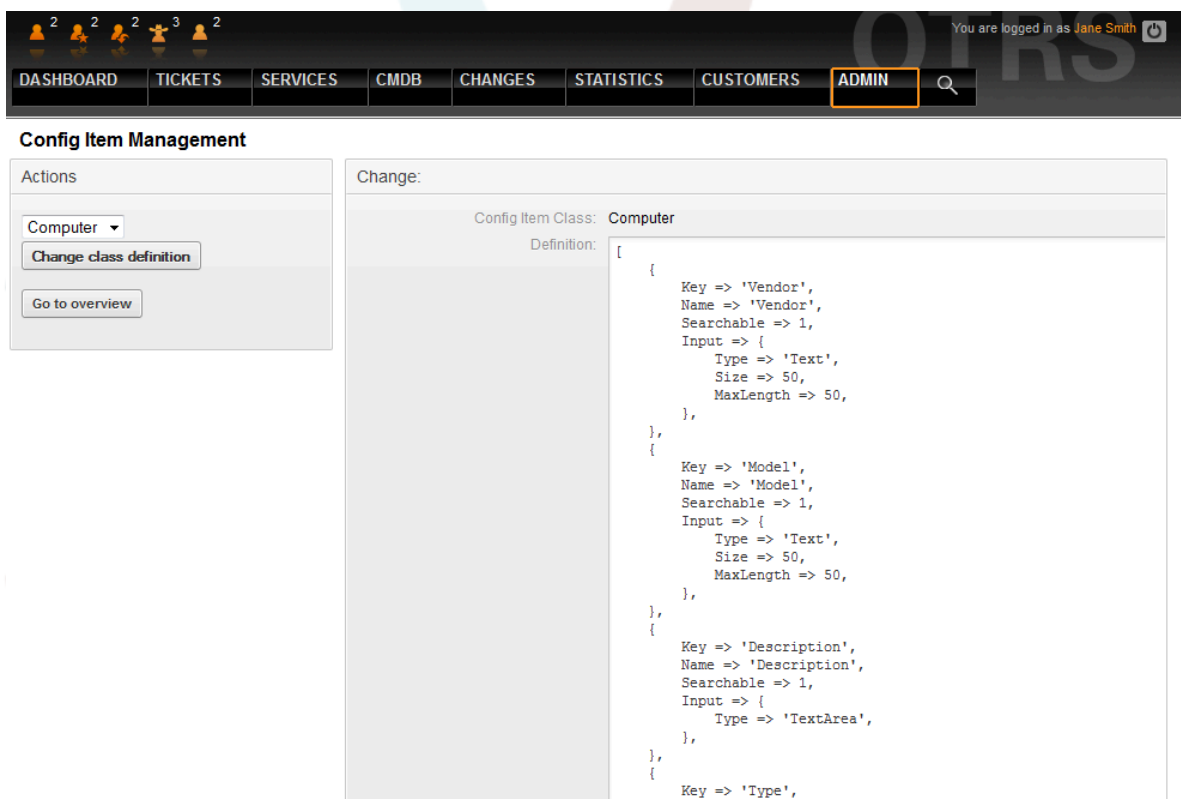 2 2 2 3 2
OTRS
You are logged in as Jane Smith
DASHBOARD TICKETS SERVICES CMDB CHANGES STATISTICS CUSTOMERS ADMIN
Config Item Management
Actions
Computer
Change class definition
Go to overview
Change:
Config Item Class: Computer
Definition:
[
{
Key => 'Vendor',
Name => 'Vendor',
Searchable => 1,
Input => {
Type => 'Text',
Size => 50,
MaxLength => 50,
},
},
{
Key => 'Model',
Name => 'Model',
Searchable => 1,
Input => {
Type => 'Text',
Size => 50,
MaxLength => 50,
},
},
{
Key => 'Description',
Name => 'Description',
Searchable => 1,
Input => {
Type => 'TextArea',
},
},
{
Key => 'Type',